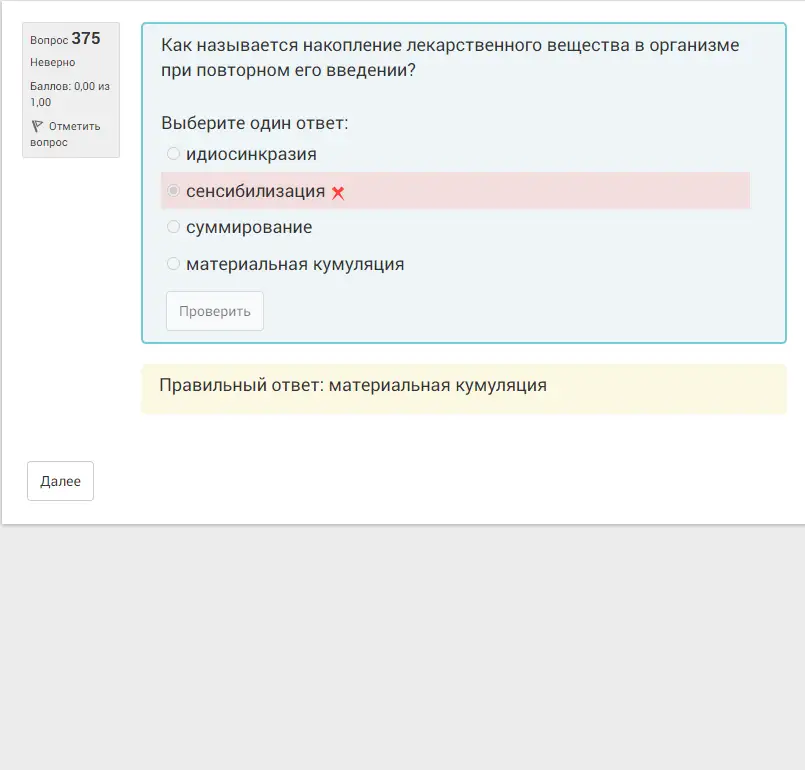 Вопрос 375
Неверно
Баллов: 0,00 из
1,00
Отметить
вопрос
Как называется накопление лекарственного вещества в организме
при повторном его введении?
Выберите один ответ:
идиосинкразия
сенсибилизация
суммирование
материальная кумуляция
Проверить
Правильный ответ: материальная кумуляция
Далее